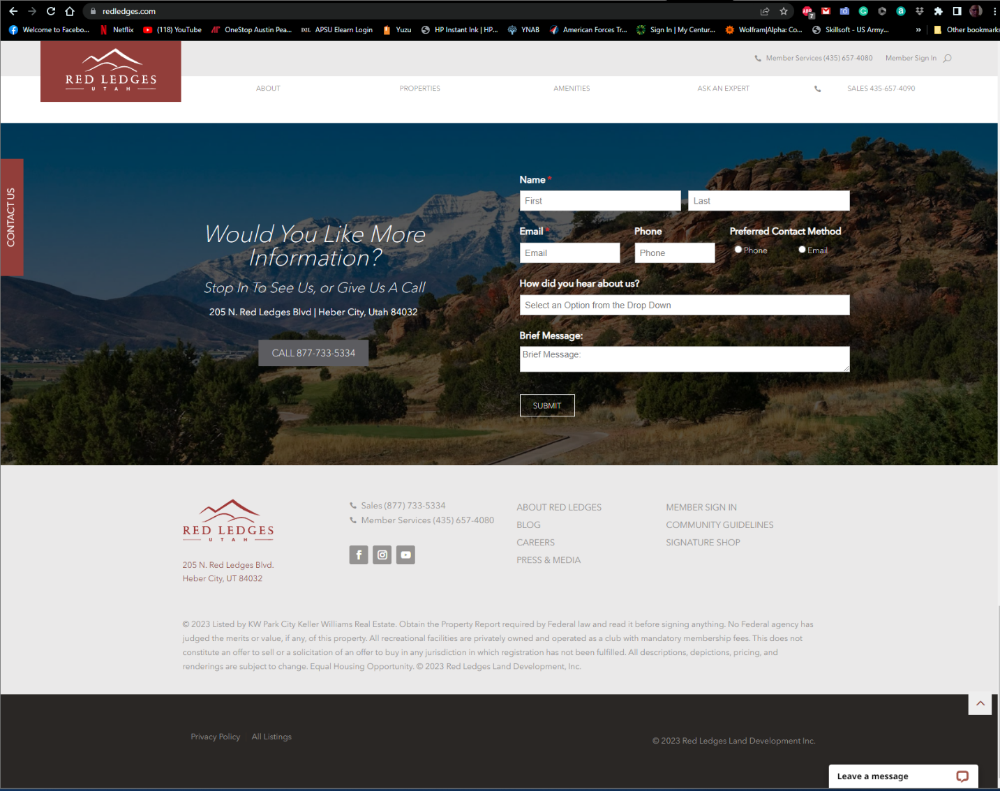 redledges.com
7
Welcome to Facebo... Netflix (118) YouTube OneStop Austin Pea... D2L APSU Elearn Login Yuzu HP Instant Ink | HP... YNAB American Forces Tr... Sign In | My Centur... Wolfram|Alpha: Co... Skillsoft - US Army... » Other bookmarks
Member Services (435) 657-4080 Member Sign In
RED LEDGES
UTAH
ABOUT PROPERTIES AMENITIES ASK AN EXPERT SALES 435-657-4090
CONTACT US
Would You Like More
Information?
Stop In To See Us, or Give Us A Call
205 N. Red Ledges Blvd | Heber City, Utah 84032
CALL 877-733-5334
Name *
First Last
Email * Phone Preferred Contact Method
Email Phone Phone Email
How did you hear about us?
Select an Option from the Drop Down
Brief Message:
Brief Message:
SUBMIT
RED LEDGES
UTAH
205 N. Red Ledges Blvd.
Heber City, UT 84032
Sales (877) 733-5334
Member Services (435) 657-4080
ABOUT RED LEDGES
BLOG
CAREERS
PRESS & MEDIA
MEMBER SIGN IN
COMMUNITY GUIDELINES
SIGNATURE SHOP
© 2023 Listed by KW Park City Keller Williams Real Estate. Obtain the Property Report required by Federal law and read it before signing anything. No Federal agency has
judged the merits or value, if any, of this property. All recreational facilities are privately owned and operated as a club with mandatory membership fees. This does not
constitute an offer to sell or a solicitation of an offer to buy in any jurisdiction in which registration has not been fulfilled. All descriptions, depictions, pricing, and
renderings are subject to change. Equal Housing Opportunity. © 2023 Red Ledges Land Development, Inc.
Privacy Policy All Listings
© 2023 Red Ledges Land Development Inc.
Leave a message